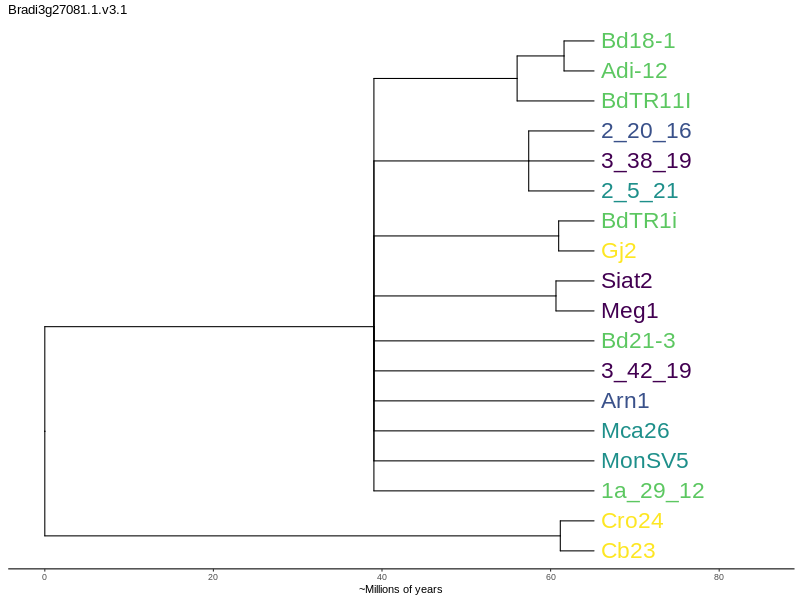 Bradi3g27081.1.v3.1
Bd18-1
Adi-12
BdTR11I
2_20_16
3_38_19
2_5_21
BdTR1i
Gj2
Siat2
Meg1
Bd21-3
3_42_19
Arn1
Mca26
MonSV5
1a_29_12
Cro24
Cb23
0 20 40 60 80
~Millions of years